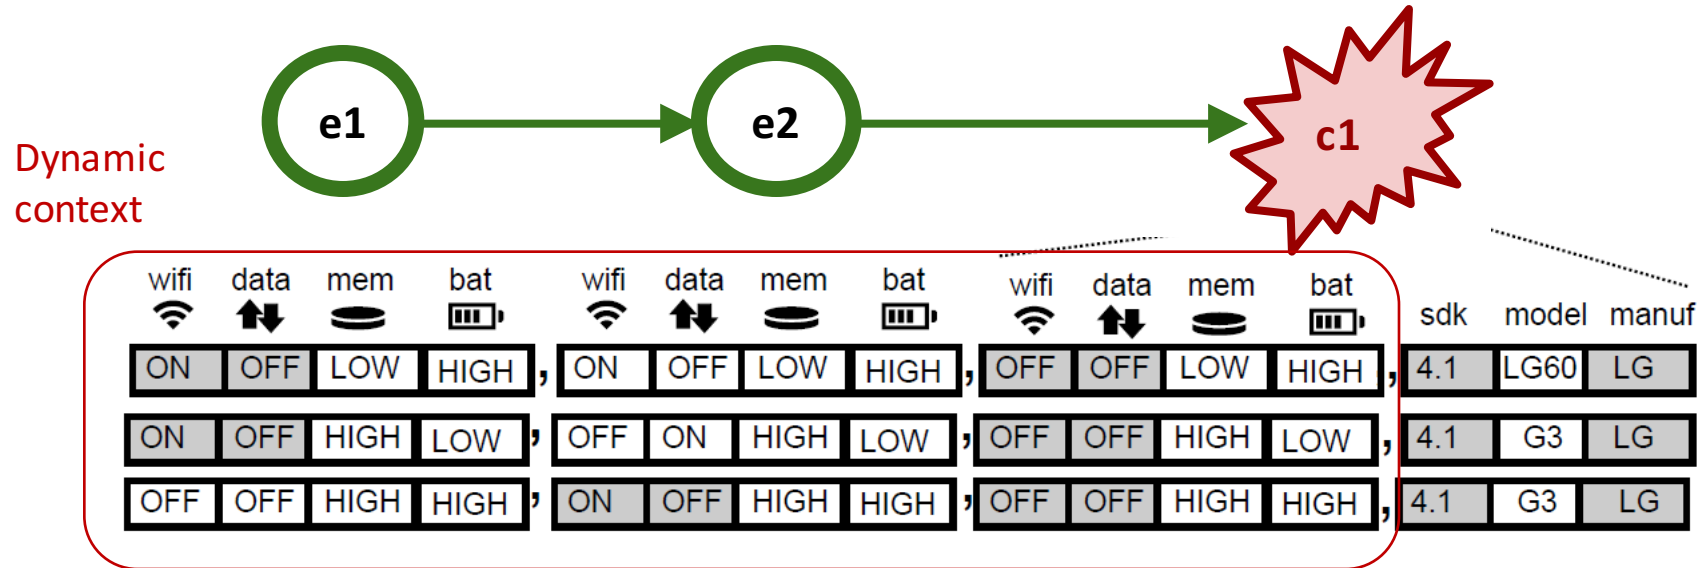 e1 e2 c1
Dynamic
context
wifi data mem bat wifi data mem bat wifi data mem bat sdk model manuf
ON OFF LOW HIGH , ON OFF LOW HIGH , OFF OFF LOW HIGH , 4.1 LG60 LG
ON OFF HIGH LOW , OFF ON HIGH LOW , OFF OFF HIGH LOW , 4.1 G3 LG
OFF OFF HIGH HIGH , ON OFF HIGH HIGH , OFF OFF HIGH HIGH , 4.1 G3 LG